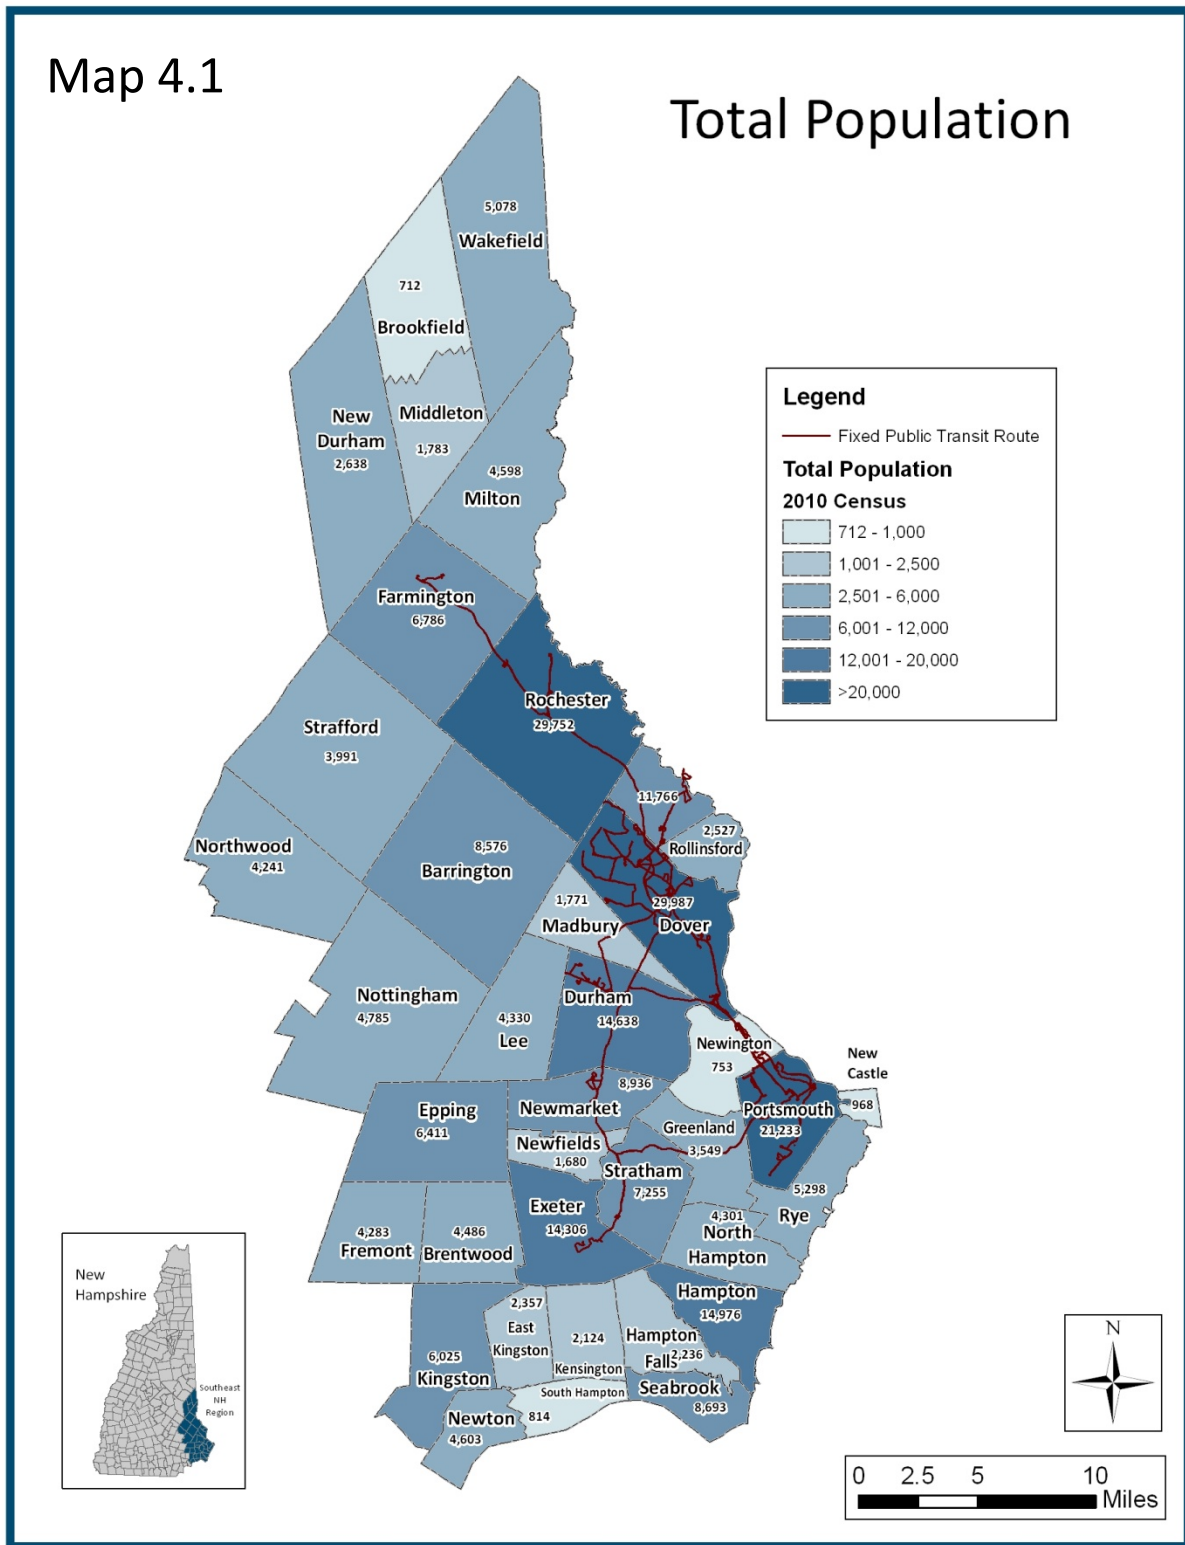 Map 4.1
Total Population
5,078
Wakefield
712
Brookfield
New
Durham
2,638
Middleton
1,783
4,598
Milton
Legend
Fixed Public Transit Route
Total Population
2010 Census
712 - 1,000
1,001 - 2,500
2,501 - 6,000
6,001 - 12,000
12,001 - 20,000
>20,000
Farmington
6,786
Rochester
29,752
Strafford
3,991
11,766
2,527
Rollinsford
Northwood
4,241
8,576
Barrington
1,771
Madbury
29,987
Dover
Nottingham
4,785
4,330
Lee
Durham
14,638
Newington
753
New
Castle
968
Epping
6,411
8,936
Newmarket
Portsmouth
21,233
Greenland
3,549
Newfields
1,680
Stratham
7,255
5,298
Rye
Exeter
14,306
4,301
North
Hampton
4,283
Fremont
4,486
Brentwood
Hampton
14,976
2,357
East
Kingston
2,124
Kensington
Hampton
Falls
2,236
6,025
Kingston
South Hampton
814
Seabrook
8,693
Newton
4,603
New
Hampshire
Southeast
NH
Region
N
0 2.5 5 10
Miles